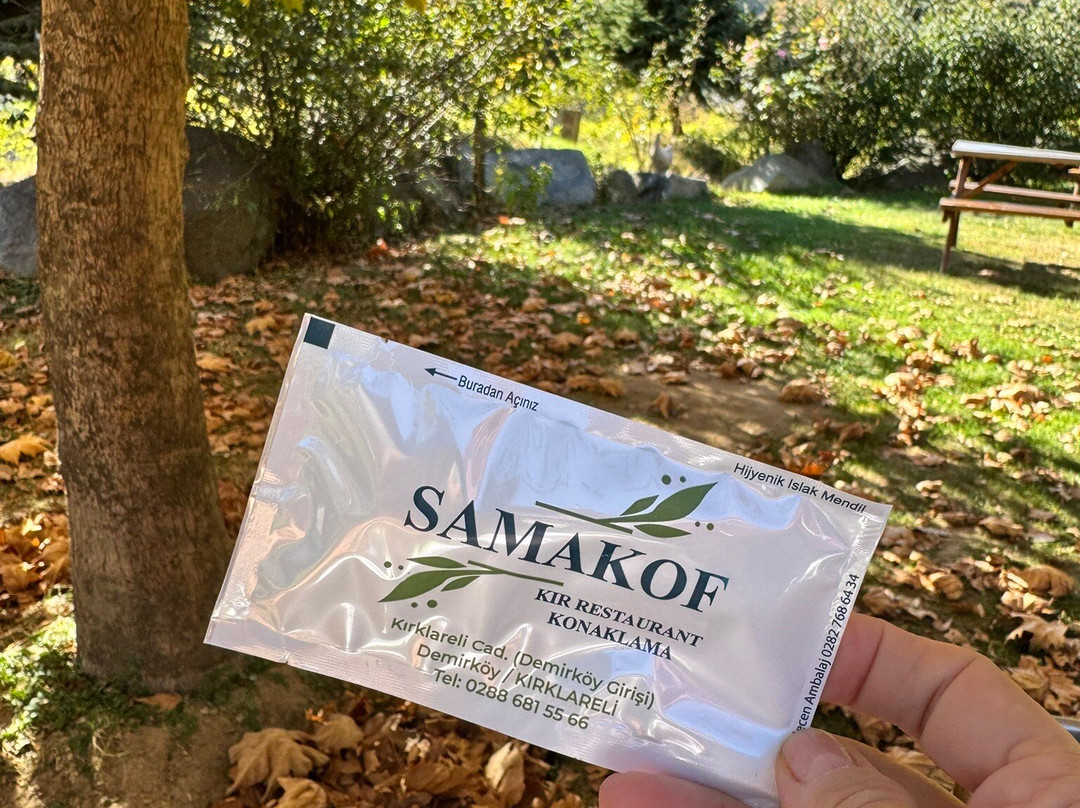 Buradan Açınız
Hijyenik Islak Mendil
SAMAKOF
KIR RESTAURANT
KONAKLAMA
Kırklareli Cad. (Demirköy Girişi)
Demirköy / KIRKLARELİ
Tel: 0288 681 55 66
Ambalaj 0282 768 64 34